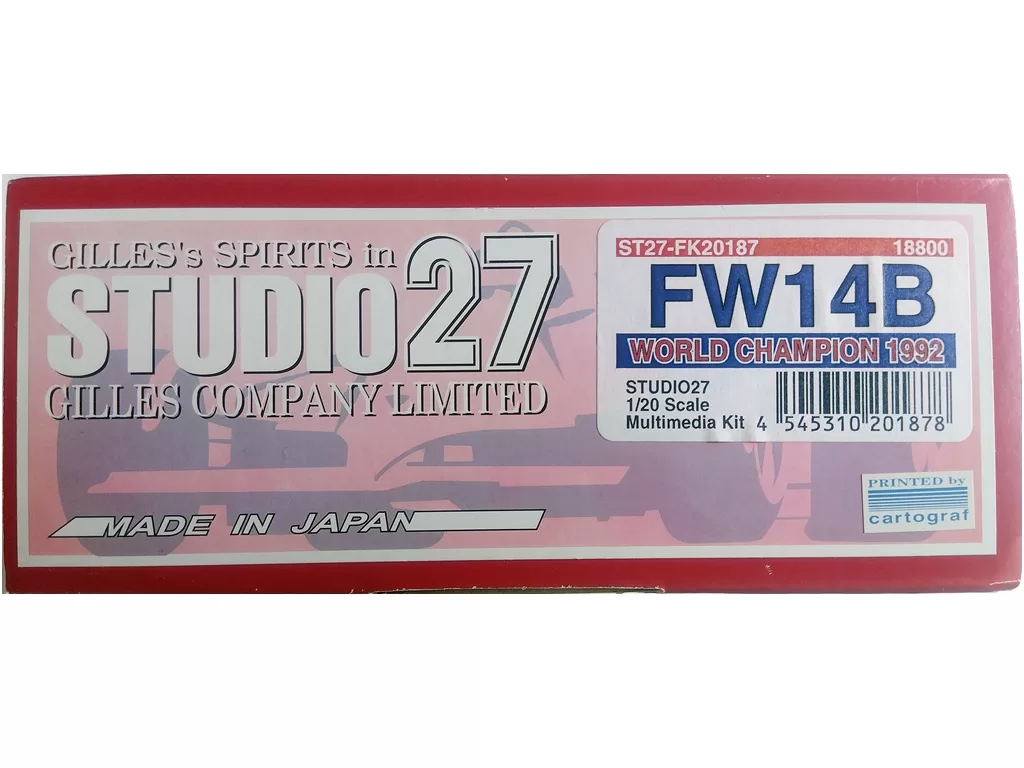 GILLES's SPIRITS in
STUDIO27
GILLES COMPANY LIMITED
MADE IN JAPAN
ST27-FK20187 18800
FW14B
WORLD CHAMPION 1992
STUDIO27
1/20 Scale
Multimedia Kit
4 545310 201878
PRINTED by
cartograf